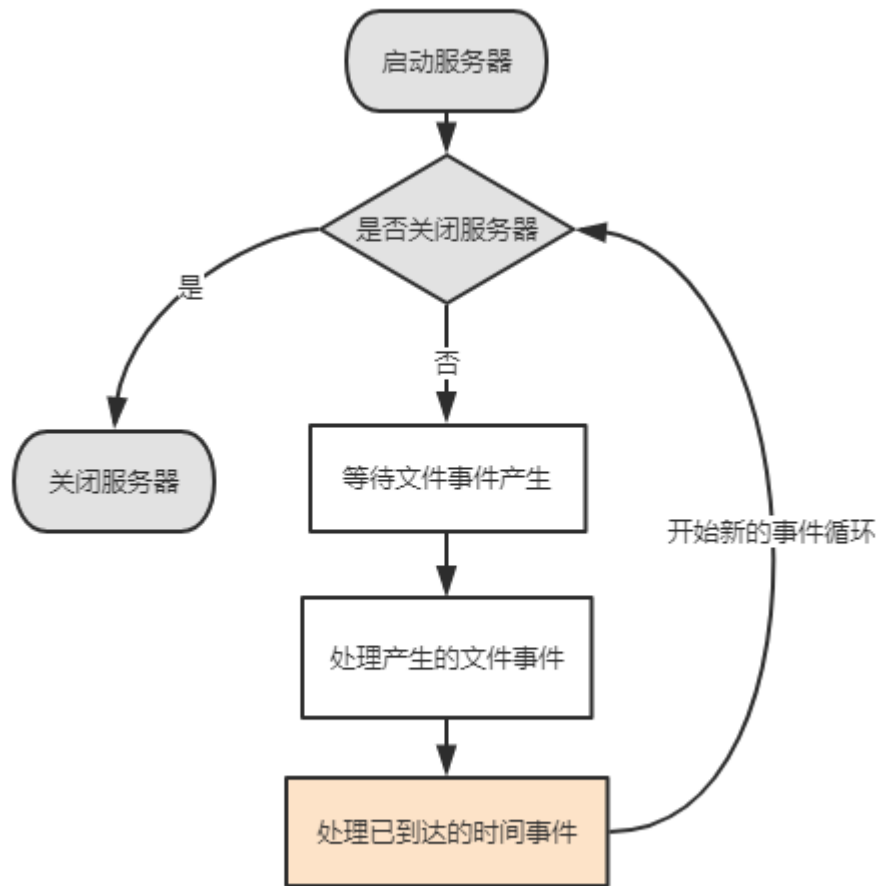 启动服务器
是否关闭服务器
是
否
关闭服务器
等待文件事件产生
开始新的事件循环
处理产生的文件事件
处理已到达的时间事件